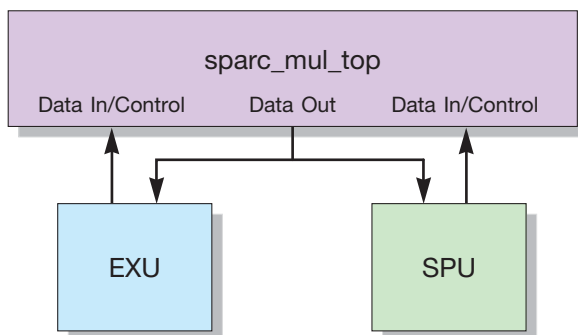 sparc_mul_top
Data In/Control Data Out Data In/Control
EXU SPU